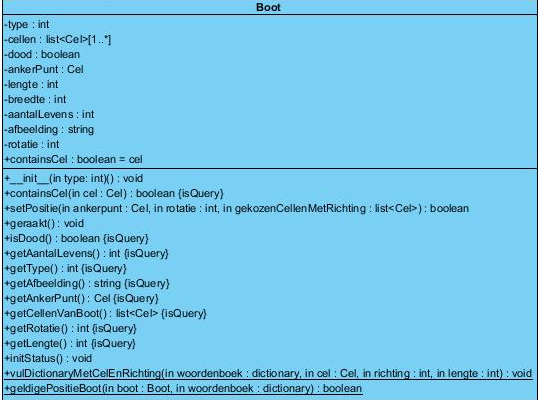 Boot
-type : int
-cellen : list<Cel>[1..*]
-dood : boolean
-ankerPunt : Cel
-lengte : int
-breedte : int
-aantalLevens : int
-afbeelding : string
-rotatie : int
+containsCel : boolean = cel
+__init__(in type: int)() : void
+containsCel(in cel : Cel) : boolean {isQuery}
+setPositie(in ankerpunt : Cel, in rotatie : int, in gekozenCellenMetRichting : list<Cel>) : boolean
+geraakt() : void
+isDood() : boolean {isQuery}
+getAantalLevens() : int {isQuery}
+getType() : int {isQuery}
+getAfbeelding() : string {isQuery}
+getAnkerPunt() : Cel {isQuery}
+getCellenVanBoot() : list<Cel> {isQuery}
+getRotatie() : int {isQuery}
+getLengte() : int {isQuery}
+initStatus() : void
+vulDictionaryMetCelEnRichting(in woordenboek : dictionary, in cel : Cel, in richting : int, in lengte : int) : void
+geldigePositieBoot(in boot : Boot, in woordenboek : dictionary) : boolean